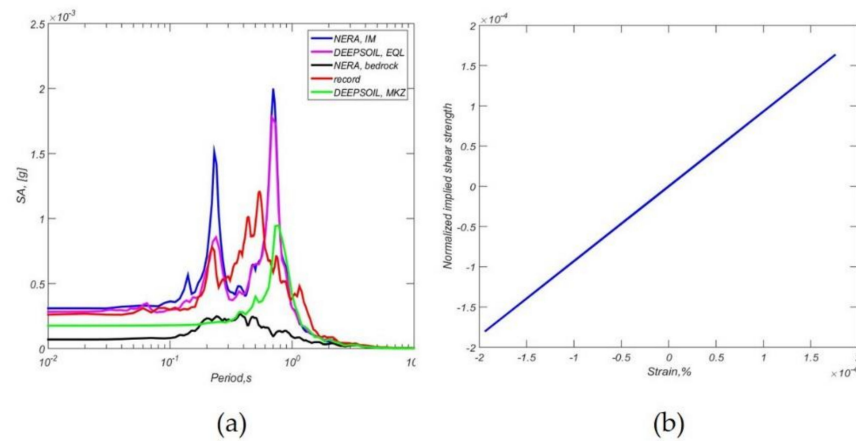 ×10⁻³
2.5
2
1.5
1
0.5
0
SA, [g]
NERA, IM
DEEPSOIL, EQL
NERA, bedrock
record
DEEPSOIL, MKZ
10⁻²
10⁻¹
10⁰
10
Period,s
(a)
2 ×10⁻⁴
1.5
1
0.5
0
-0.5
-1
-1.5
-2
Normalized implied shear strength
-2
-1.5
-1
-0.5
0
0.5
1
1.5
2
Strain,%
(b)